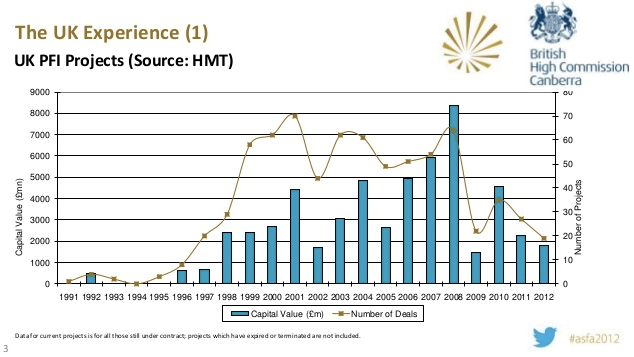 The UK Experience (1)
UK PFI Projects (Source: HMT)
British
High Commission
Canberra
Capital Value (£mn)
9000
8000
7000
6000
5000
4000
3000
2000
1000
0
80
70
60
50
40
30
20
10
0
Number of Projects
1991 1992 1993 1994 1995 1996 1997 1998 1999 2000 2001 2002 2003 2004 2005 2006 2007 2008 2009 2010 2011 2012
Capital Value (£m) Number of Deals
Data for current projects is for all those still under contract; projects which have expired or terminated are not included.
#asfa2012
3